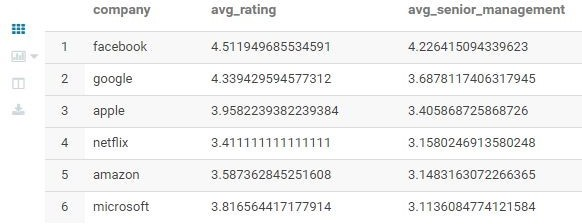 company avg_rating avg_senior_management
1 facebook 4.511949685534591 4.226415094339623
2 google 4.339429594577312 3.6878117406317945
3 apple 3.9582239382239384 3.405868725868726
4 netflix 3.411111111111111 3.1580246913580248
5 amazon 3.587362845251608 3.1483163072266365
6 microsoft 3.816564417177914 3.1136084774121584